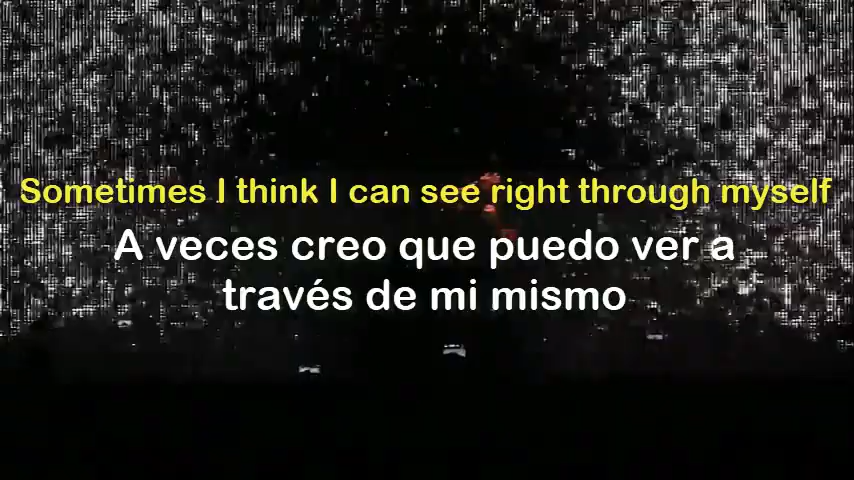 Sometimes I think I can see right through myself
A veces creo que puedo ver a
través de mi mismo